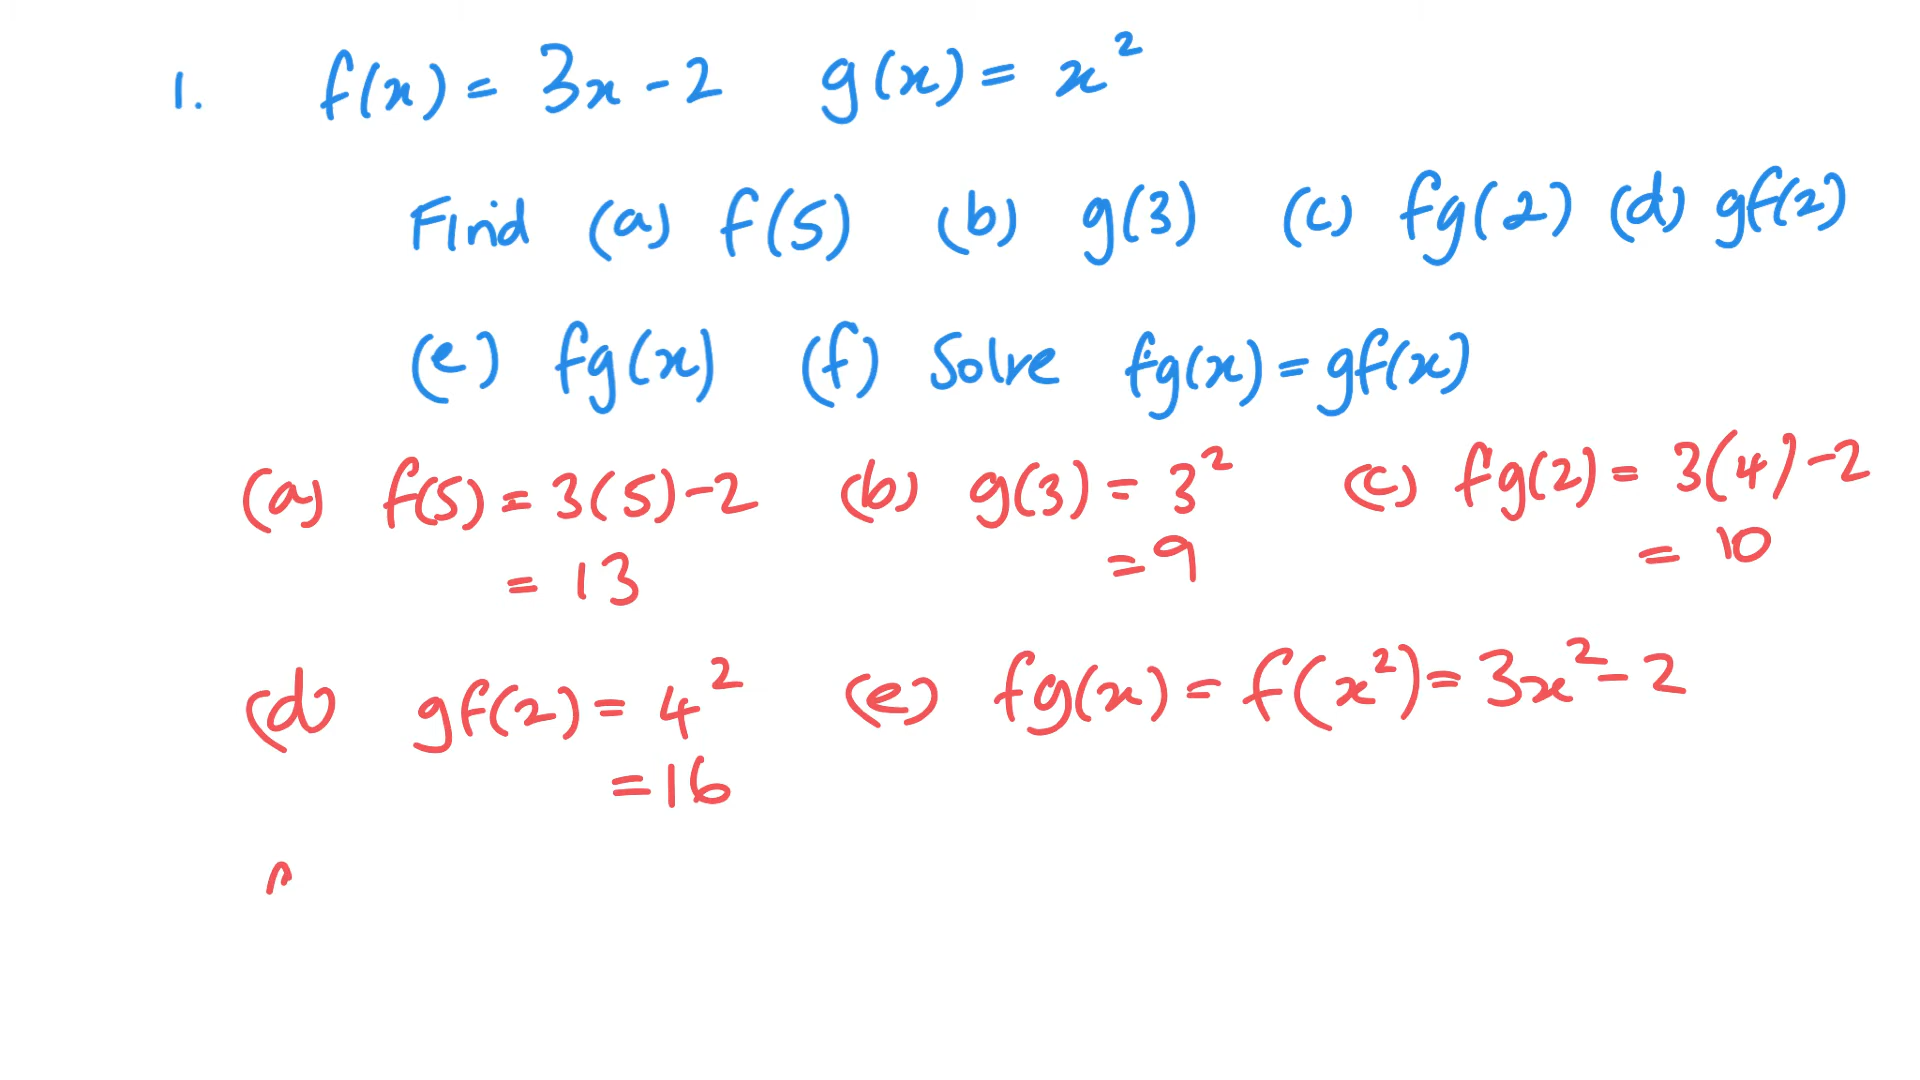 1. f(x) = 3x - 2 g(x) = x²
Find (a) f(5) (b) g(3) (c) fg(2) (d) gf(2)
(e) fg(x) (f) Solve fg(x) = gf(x)
(a) f(5) = 3(5) - 2 (b) g(3) = 3² (c) fg(2) = 3(4) - 2
= 13 = 9 = 10
(d) gf(2) = 4² (e) fg(x) = f(x²) = 3x² - 2
= 16